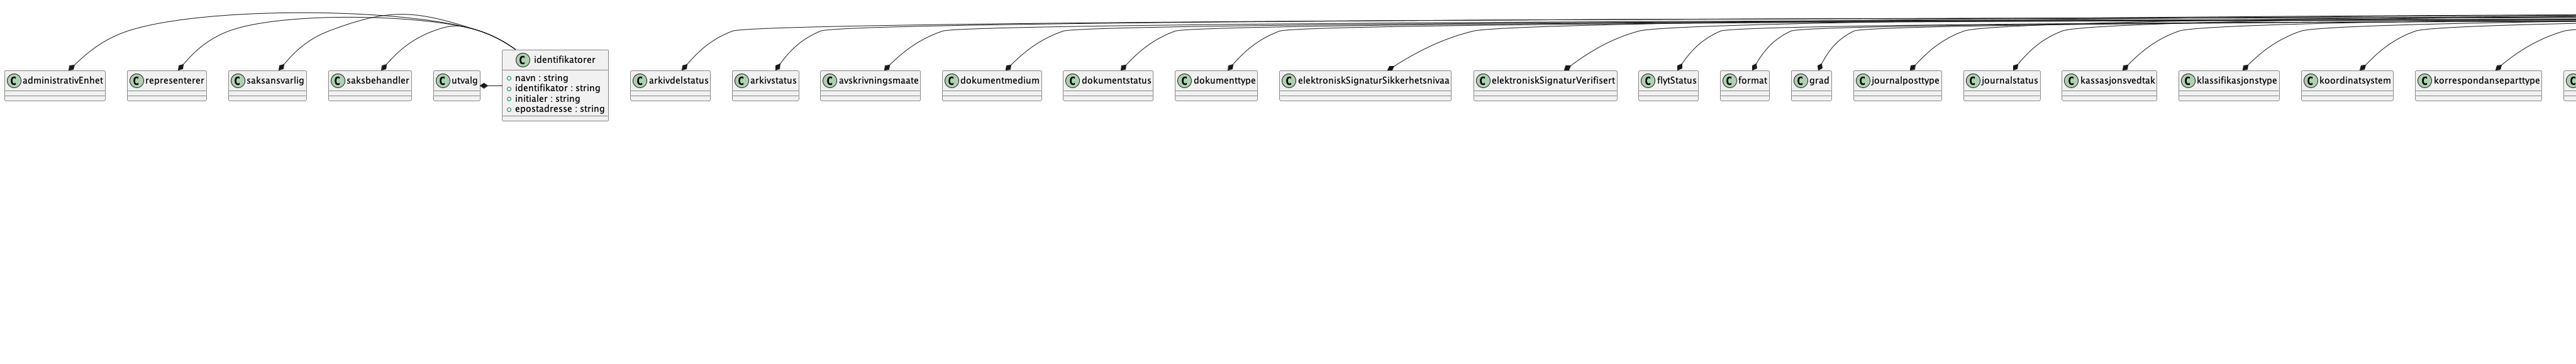 C identifikatorer
navn : string
identifikator : string
initialer : string
epostadresse : string
C administrativEnhet
C representerer
C saksansvarlig
C saksbehandler
C utvalg
C arkivdelstatus
C arkivstatus
C avskrivningsmaate
C dokumentmedium
C dokumentstatus
C dokumenttype
C elektroniskSignaturSikkerhetsnivaa
C elektroniskSignaturVerifisert
C flytStatus
C format
C grad
C journalposttype
C journalstatus
C kassasjonsvedtak
C klassifikasjonstype
C koordinatsystem
C korrespondanseparttype